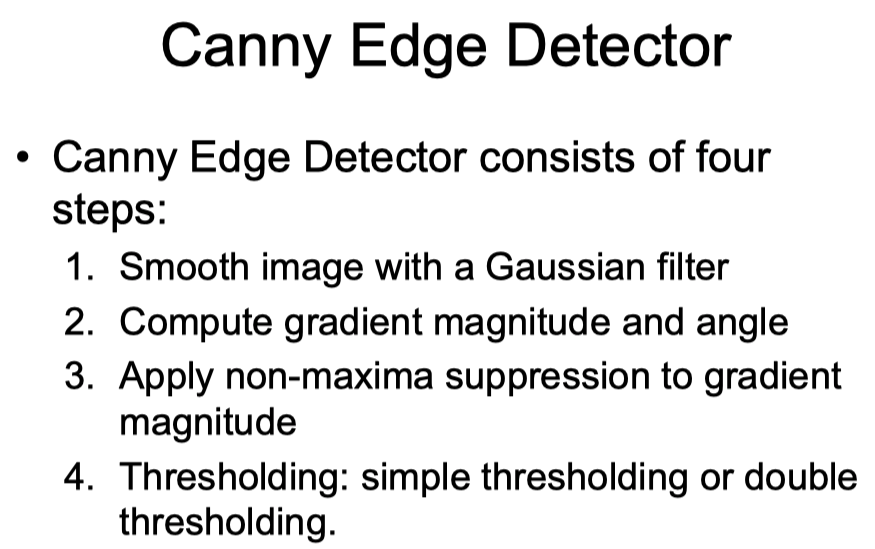 Canny Edge Detector
• Canny Edge Detector consists of four
steps:
1. Smooth image with a Gaussian filter
2. Compute gradient magnitude and angle
3. Apply non-maxima suppression to gradient
magnitude
4. Thresholding: simple thresholding or double
thresholding.